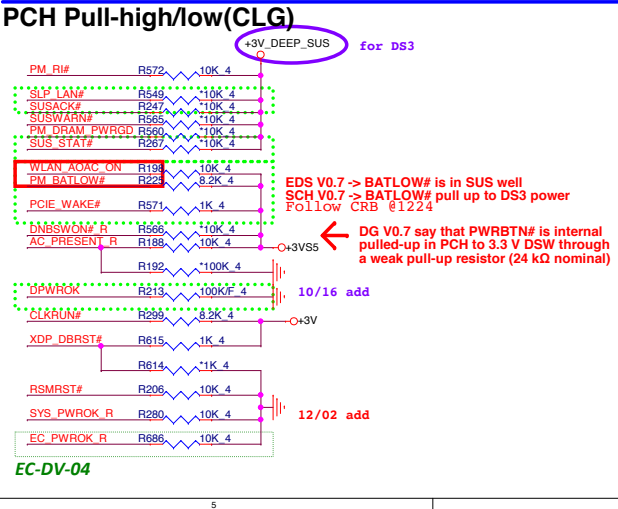 PCH Pull-high/low(CLG)
+3V_DEEP_SUS for DS3
PM_RI# R572 10K_4
SLP_LAN# R549 *10K_4
SUSACK# R247 *10K_4
SUSWARN# R565 *10K_4
PM_DRAM_PWRGD R560 *10K_4
SUS_STAT# R267 *10K_4
WLAN_AOAC_ON R198 10K_4
PM_BATLOW# R225 8.2K_4
EDS V0.7 -> BATLOW# is in SUS well
SCH V0.7 -> BATLOW# pull up to DS3 power
PCIE_WAKE# R571 1K_4
Follow CRB @1224
DNBSWON#_R R566 *10K_4
AC_PRESENT_R R188 10K_4
+3VS5
DG V0.7 say that PWRBTN# is internal
pulled-up in PCH to 3.3 V DSW through
a weak pull-up resistor (24 kΩ nominal)
R192 *100K_4
DPWROK R213 100K/F_4
10/16 add
CLKRUN# R299 8.2K_4
+3V
XDP_DBRST# R615 1K_4
R614 *1K_4
RSMRST# R206 10K_4
SYS_PWROK_R R280 10K_4
12/02 add
EC_PWROK_R R686 10K_4
EC-DV-04
5